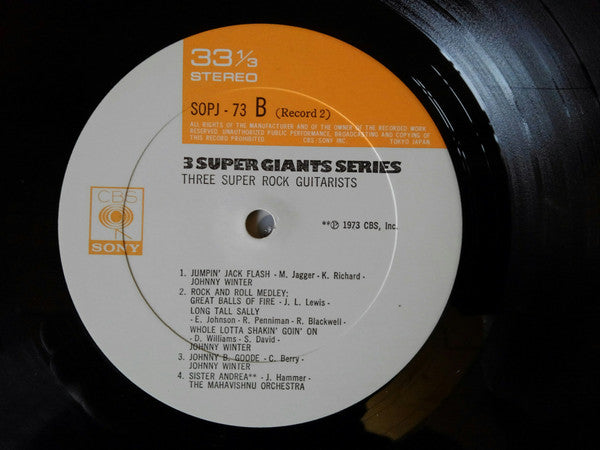 33 1/3
STEREO
SOPJ - 73 B (Record 2)
ALL RIGHTS OF THE MANUFACTURER AND OF THE OWNER OF THE RECORDED WORK
RESERVED. UNAUTHORIZED PUBLIC PERFORMANCE, BROADCASTING AND COPYING OF
THIS RECORD PROHIBITED. CBS/SONY INC. TOKYO JAPAN
3 SUPER GIANTS SERIES
THREE SUPER ROCK GUITARISTS
CBS
SONY
**℗ 1973 CBS, Inc.
1. JUMPIN' JACK FLASH - M. Jagger - K. Richard -
JOHNNY WINTER
2. ROCK AND ROLL MEDLEY:
GREAT BALLS OF FIRE - J. L. Lewis -
LONG TALL SALLY
- E. Johnson - R. Penniman - R. Blackwell -
WHOLE LOTTA SHAKIN' GOIN' ON
- D. Williams - S. David -
JOHNNY WINTER
3. JOHNNY B. GOODE - C. Berry -
JOHNNY WINTER
4. SISTER ANDREA** - J. Hammer -
THE MAHAVISHNU ORCHESTRA